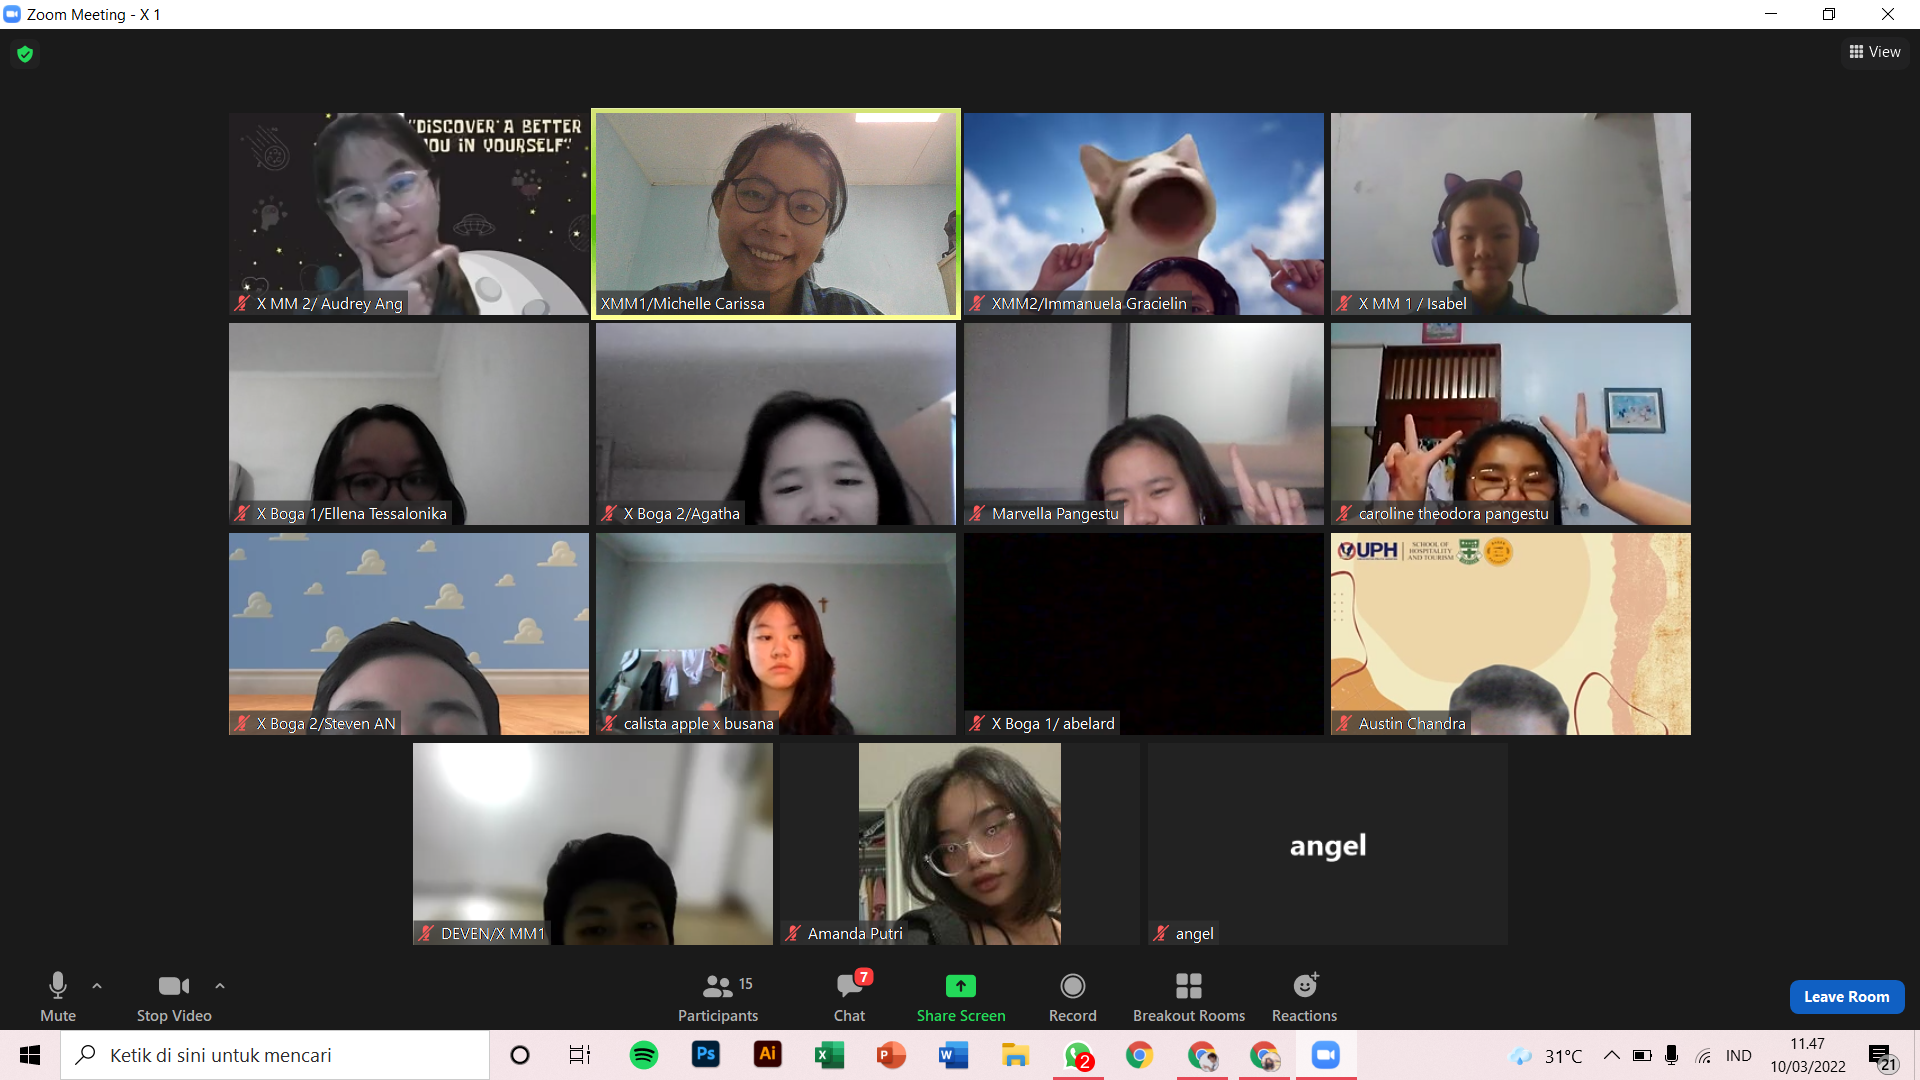 Zoom Meeting - X 1
View
"DISCOVER A BETTER
YOU IN YOURSELF"
X MM 2/ Audrey Ang
XMM1/Michelle Carissa
XMM2/Immanuela Gracielin
X MM 1 / Isabel
X Boga 1/Ellena Tessalonika
X Boga 2/Agatha
Marvella Pangestu
caroline theodora pangestu
X Boga 2/Steven AN
calista apple x busana
X Boga 1/ abelard
UPH
SCHOOL OF
HOSPITALITY
AND TOURISM
Austin Chandra
DEVEN/X MM1
Amanda Putri
angel
angel
Mute
Stop Video
15
Participants
7
Chat
Share Screen
Record
Breakout Rooms
Reactions
Leave Room
Ketik di sini untuk mencari
Ps
Ai
X
P
W
2
31°C
IND
11.47
10/03/2022
21